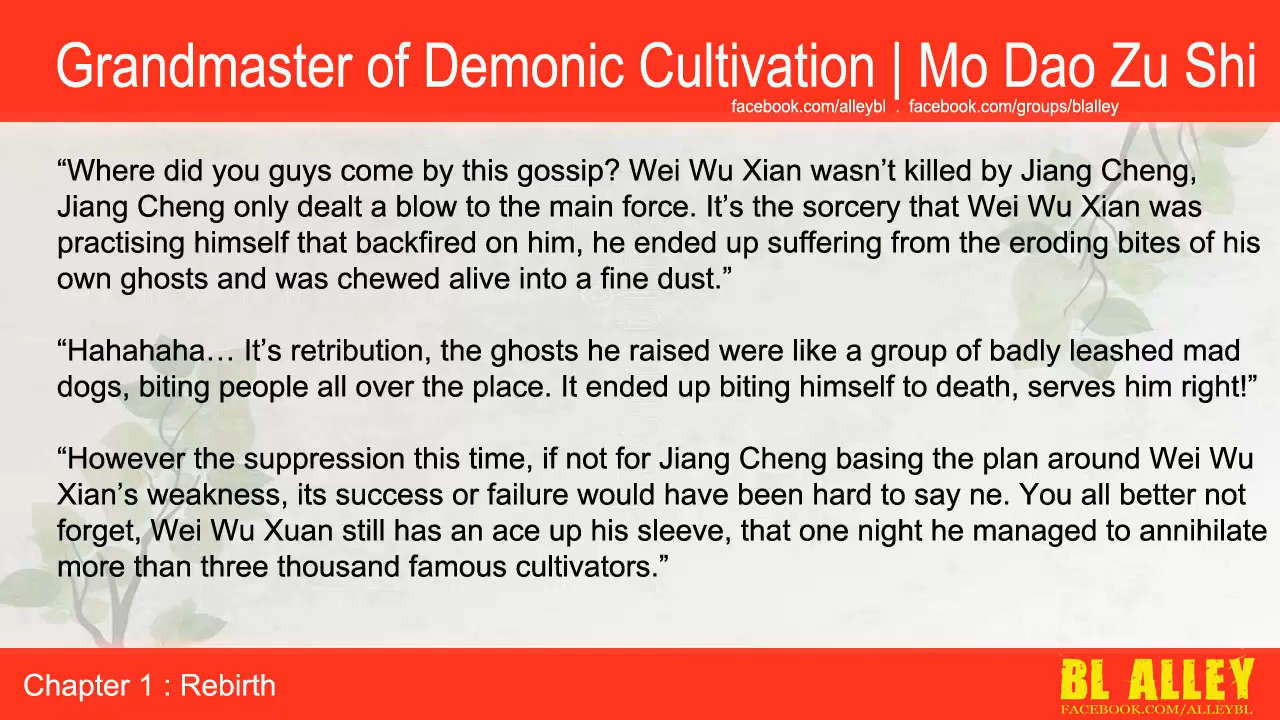 Grandmaster of Demonic Cultivation | Mo Dao Zu Shi
facebook.com/alleybl . facebook.com/groups/blalley
“Where did you guys come by this gossip? Wei Wu Xian wasn’t killed by Jiang Cheng,
Jiang Cheng only dealt a blow to the main force. It’s the sorcery that Wei Wu Xian was
practising himself that backfired on him, he ended up suffering from the eroding bites of his
own ghosts and was chewed alive into a fine dust.”
“Hahahaha… It’s retribution, the ghosts he raised were like a group of badly leashed mad
dogs, biting people all over the place. It ended up biting himself to death, serves him right!”
“However the suppression this time, if not for Jiang Cheng basing the plan around Wei Wu
Xian’s weakness, its success or failure would have been hard to say ne. You all better not
forget, Wei Wu Xuan still has an ace up his sleeve, that one night he managed to annihilate
more than three thousand famous cultivators.”
Chapter 1 : Rebirth
BL ALLEY
FACEBOOK.COM/ALLEYBL